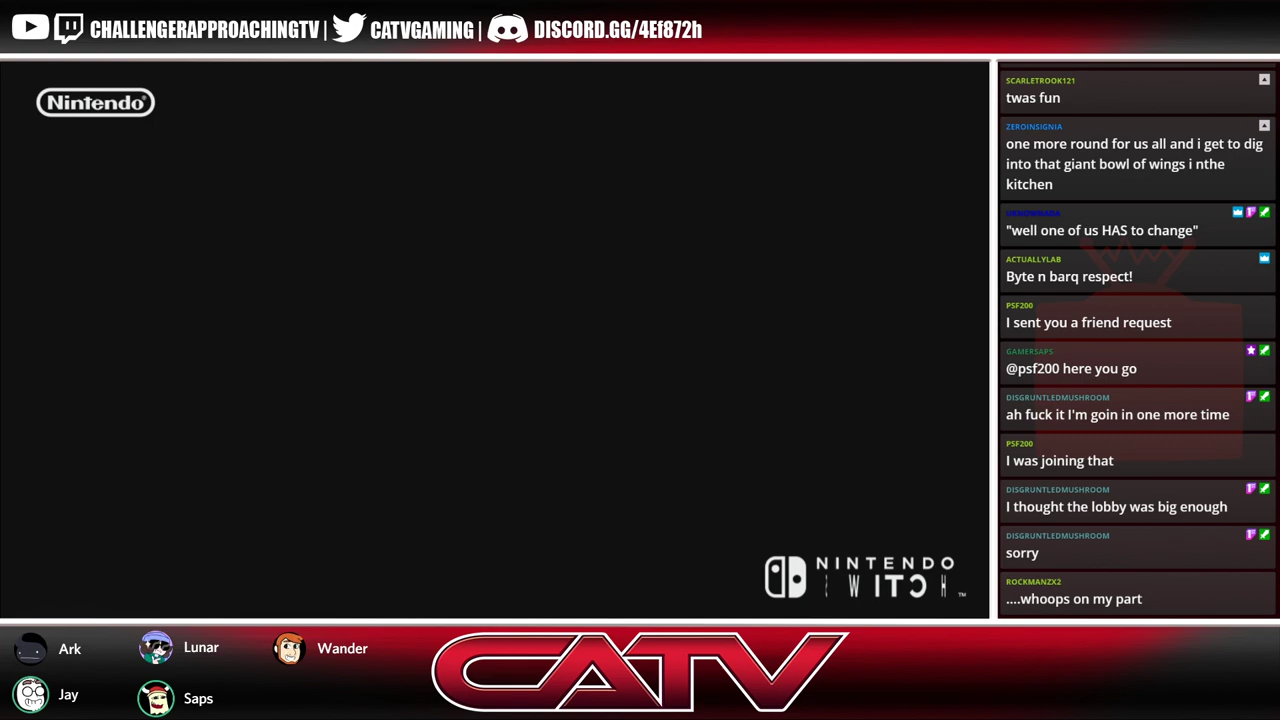 CHALLENGERAPPROACHINGTV |
CATVGAMING |
DISCORD.GG/4Ef872h
Nintendo
NINTENDO
SCARLETROOK121
twas fun
ZEROINSIGNIA
one more round for us all and i get to dig
into that giant bowl of wings i nthe
kitchen
"well one of us HAS to change"
ACTUALLYLAB
Byte n barq respect!
PSF200
I sent you a friend request
GAMERSAPS
@psf200 here you go
DISGRUNTLEDMUSHROOM
ah fuck it I'm goin in one more time
PSF200
I was joining that
DISGRUNTLEDMUSHROOM
I thought the lobby was big enough
DISGRUNTLEDMUSHROOM
sorry
ROCKMANZX2
....whoops on my part
Ark
Lunar
Wander
Jay
Saps
CATV